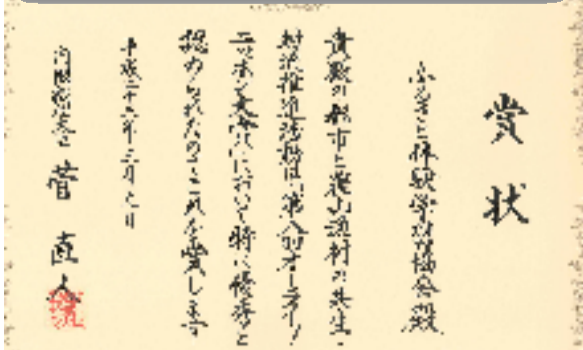 賞状
ふるさと体験学習協会殿
貴殿の都市と農山漁村の共生・
対流推進活動は、第八回オーライ!
ニッポン大賞において特に優秀と
認められたのでこれを賞します
平成二十三年三月七日
内閣総理大臣 菅直人